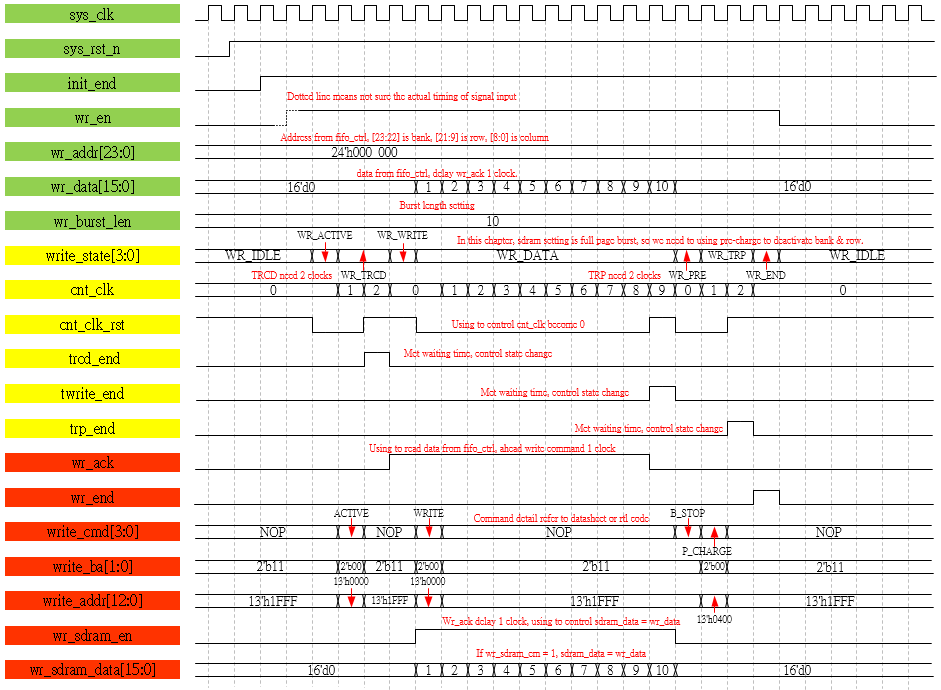 sys_clk
sys_rst_n
init_end
Dotted line means not sure the actual timing of signal input
wr_en
Address from fifo_ctrl, [23:22] is bank, [21:9] is row, [8:0] is column
wr_addr[23:0]
24'h000_000
data from fifo_ctrl, delay wr_ack 1 clock.
wr_data[15:0]
16'd0 1 2 3 4 5 6 7 8 9 10 16'd0
Burst length setting
wr_burst_len
10
WR_ACTIVE WR_WRITE
In this chapter, sdram setting is full page burst, so we need to using pre-charge to deactivate bank & row.
write_state[3:0]
WR_IDLE WR_DATA WR_TRP WR_IDLE
TRCD need 2 clocks WR_TRCD TRP need 2 clocks WR_PRE WR_END
cnt_clk
0 1 2 0 1 2 3 4 5 6 7 8 9 0 1 2 0
cnt_clk_rst
Using to control cnt_clk become 0
trcd_end
Met waiting time, control state change
twrite_end
Met waiting time, control state change
trp_end
Met waiting time, control state change
Using to read data from fifo_ctrl, ahead write command 1 clock
wr_ack
wr_end
ACTIVE WRITE B_STOP
Command detail refer to datasheet or rtl code
write_cmd[3:0]
NOP NOP NOP NOP
P_CHARGE
write_ba[1:0]
2'b11 2'b00 2'b11 2'b00 2'b11 2'b00 2'b11
13'h0000 13'h0000
write_addr[12:0]
13'h1FFF 13'h1FFF 13'h1FFF 13'h1FFF
13'h0400
Wr_ack delay 1 clock, using to control sdram_data = wr_data
wr_sdram_en
If wr_sdram_en = 1, sdram_data = wr_data
wr_sdram_data[15:0]
16'd0 1 2 3 4 5 6 7 8 9 10 16'd0